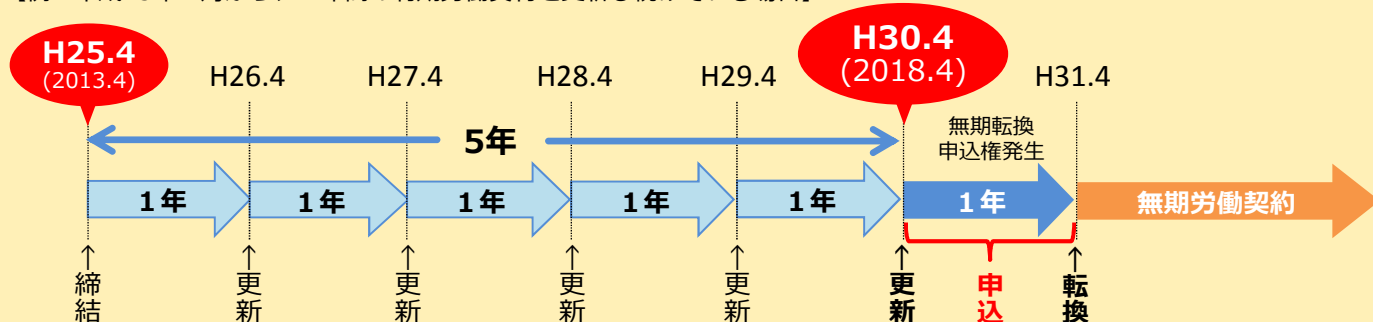 H25.4
(2013.4)
H26.4
H27.4
H28.4
H29.4
H30.4
(2018.4)
H31.4
5年
無期転換
申込権発生
1年
1年
1年
1年
1年
1年
無期労働契約
↑締結
↑更新
↑更新
↑更新
↑更新
↑更新
申込
↑転換